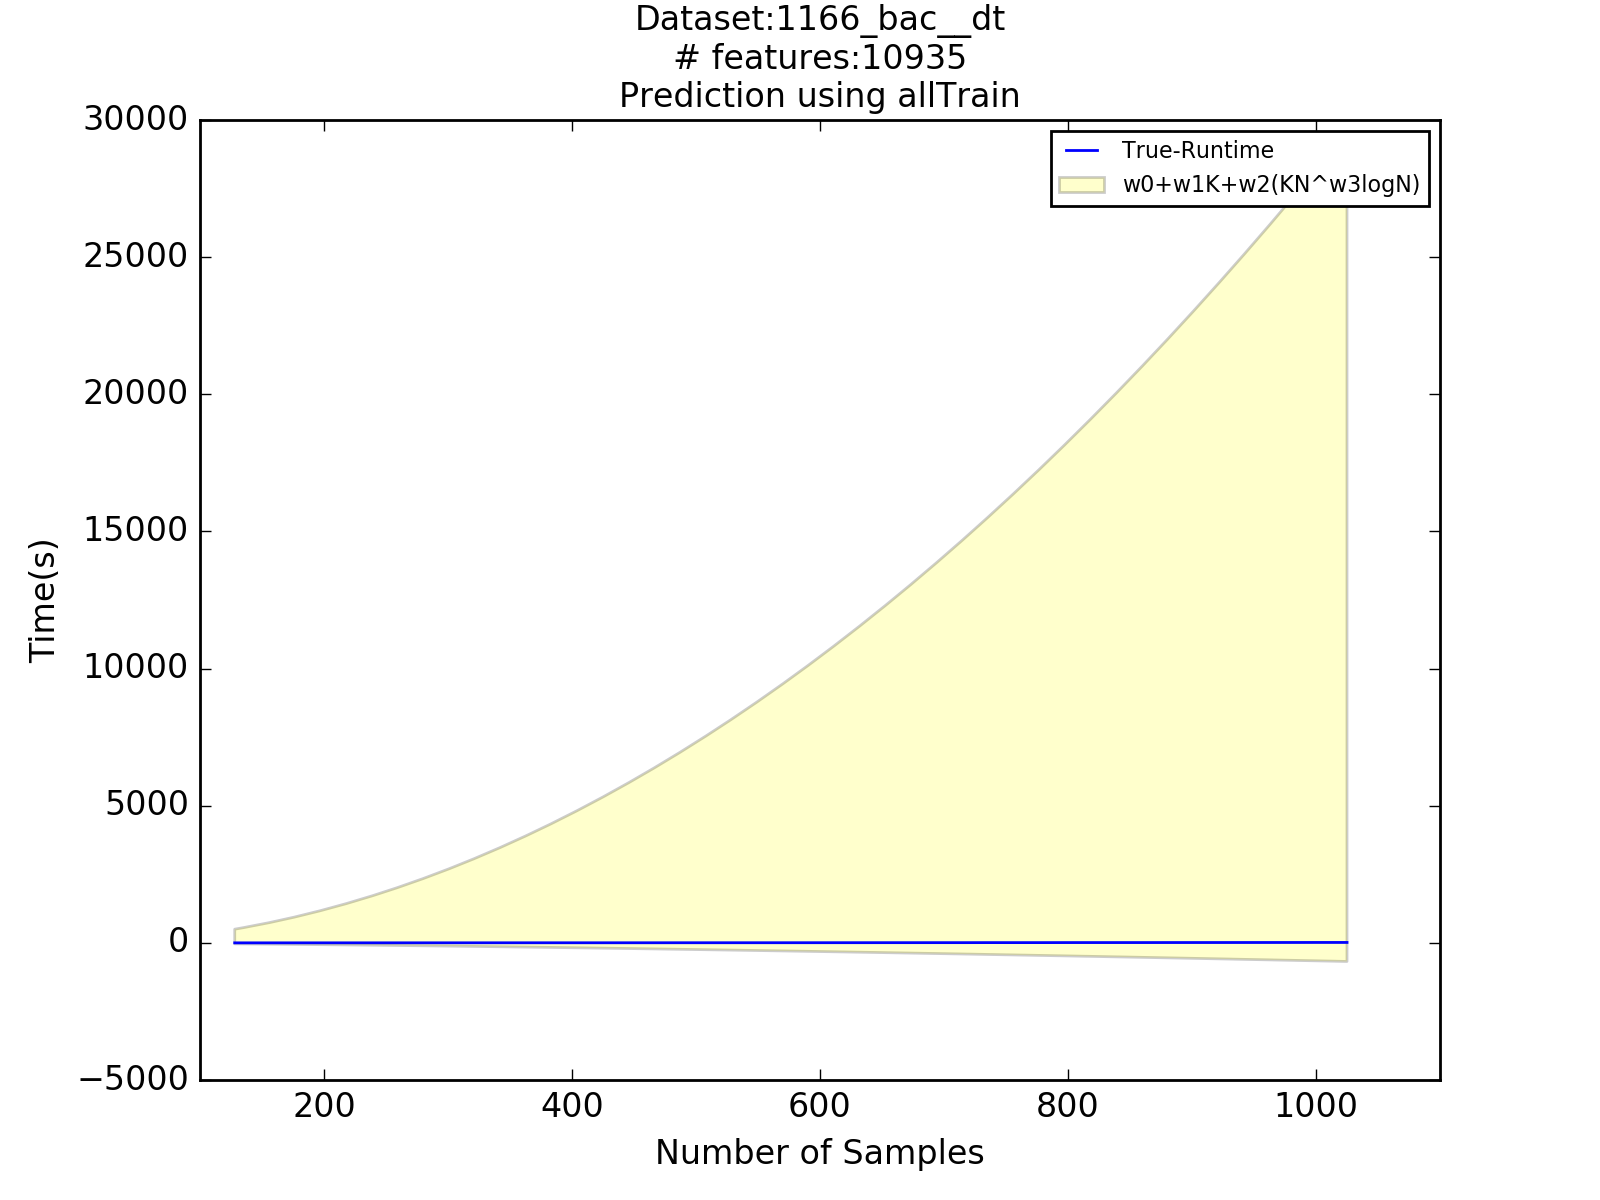 Dataset:1166_bac__dt
# features:10935
Prediction using allTrain
30000
25000
20000
15000
10000
5000
0
−5000
Time(s)
True-Runtime
w0+w1K+w2(KN^w3logN)
200 400 600 800 1000
Number of Samples